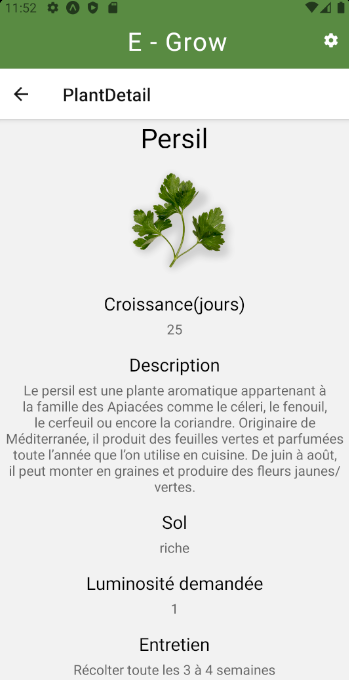 11:52
E - Grow
PlantDetail
Persil
Croissance(jours)
25
Description
Le persil est une plante aromatique appartenant à
la famille des Apiacées comme le céleri, le fenouil,
le cerfeuil ou encore la coriandre. Originaire de
Méditerranée, il produit des feuilles vertes et parfumées
toute l'année que l'on utilise en cuisine. De juin à août,
il peut monter en graines et produire des fleurs jaunes/
vertes.
Sol
riche
Luminosité demandée
1
Entretien
Récolter toute les 3 à 4 semaines